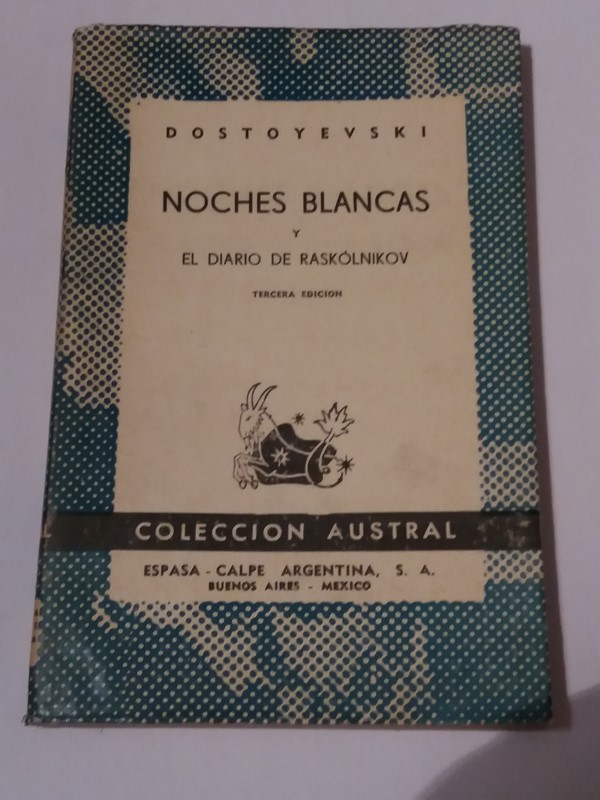 DOSTOYEVSKI
NOCHES BLANCAS
Y
EL DIARIO DE RASKÓLNIKOV
TERCERA EDICION
COLECCION AUSTRAL
ESPASA - CALPE ARGENTINA, S. A.
BUENOS AIRES - MEXICO